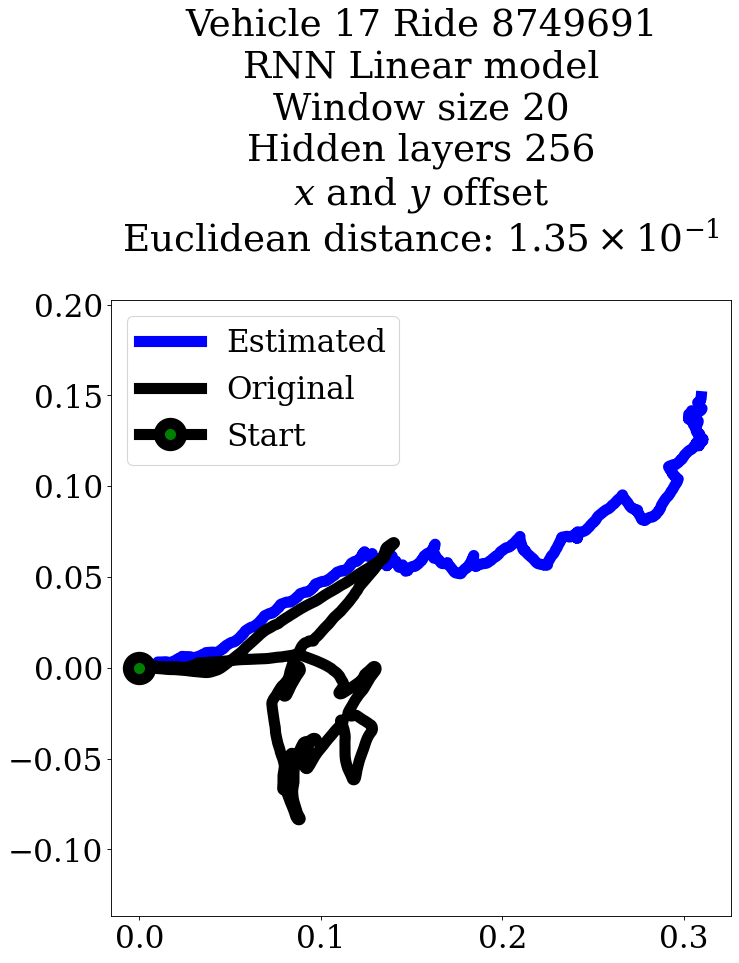 Vehicle 17 Ride 8749691
RNN Linear model
Window size 20
Hidden layers 256
x and y offset
Euclidean distance: 1.35 × 10⁻¹
Estimated
Original
Start
0.20
0.15
0.10
0.05
0.00
−0.05
−0.10
0.0 0.1 0.2 0.3